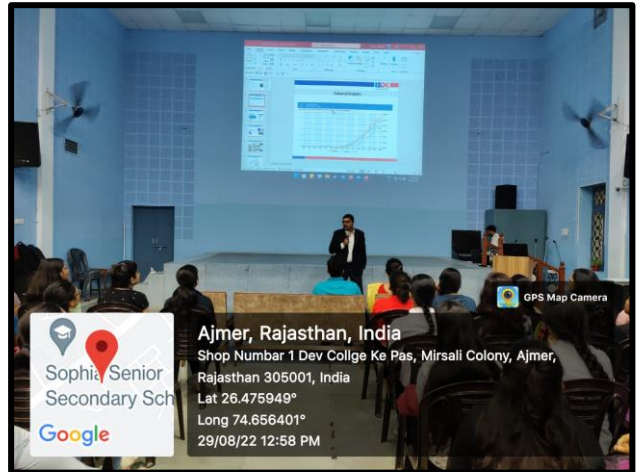 GPS Map Camera
Ajmer, Rajasthan, India
Shop Numbar 1 Dev Collge Ke Pas, Mirsali Colony, Ajmer,
Rajasthan 305001, India
Lat 26.475949°
Long 74.656401°
29/08/22 12:58 PM
Sophia Senior
Secondary Sch
Google